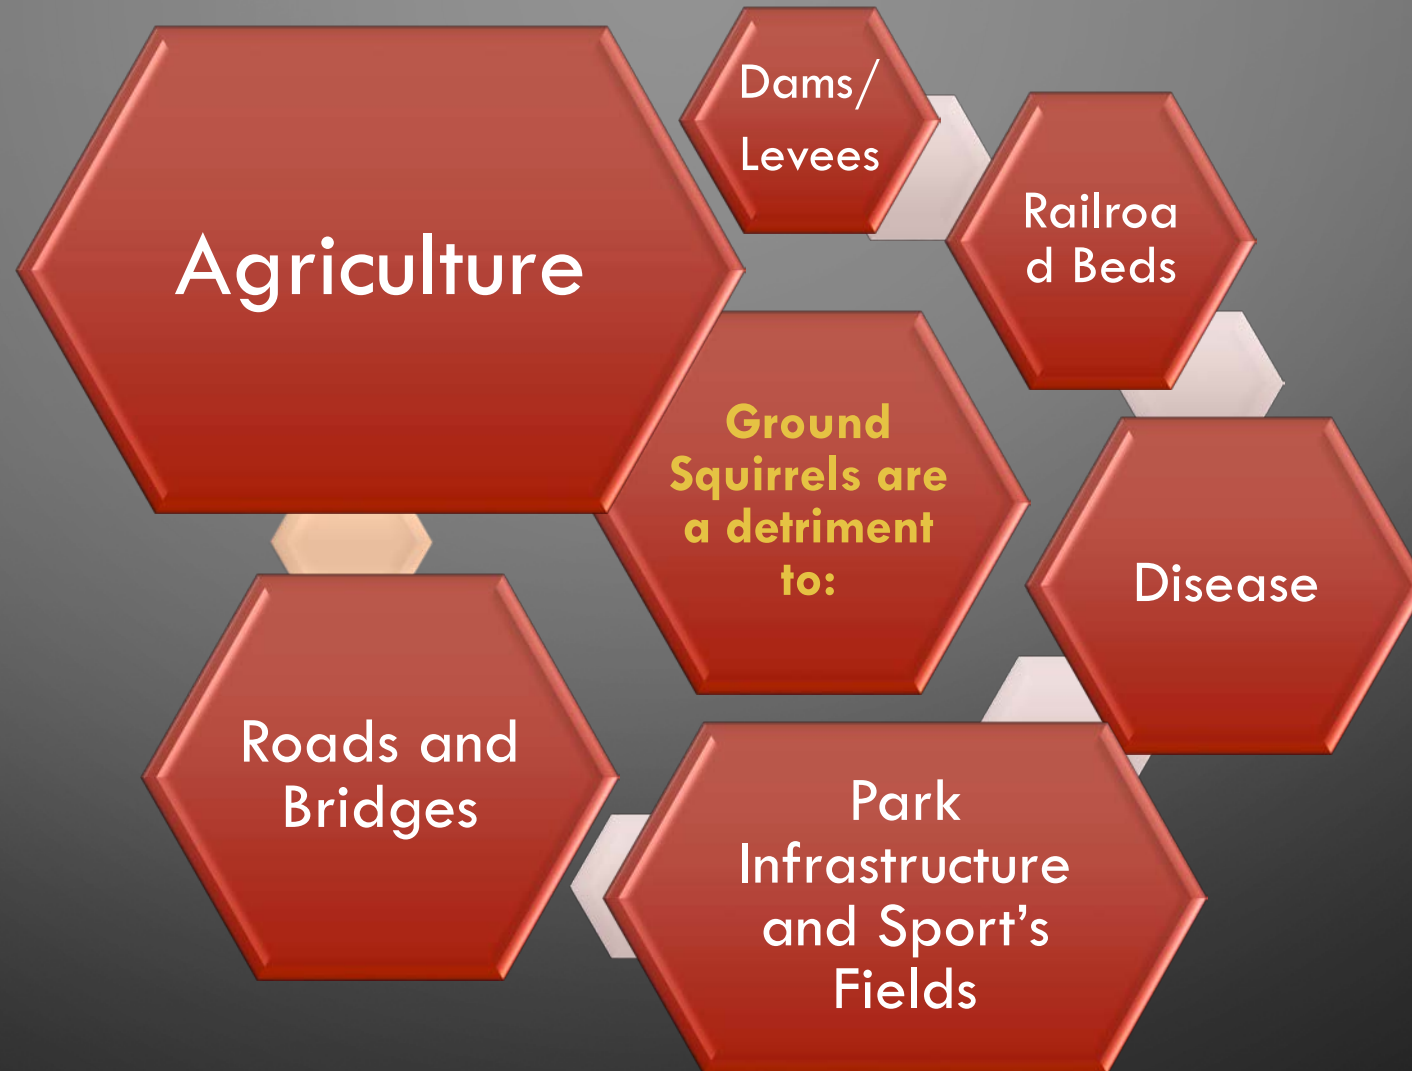 Agriculture
Dams/
Levees
Railroa
d Beds
Ground
Squirrels are
a detriment
to:
Disease
Roads and
Bridges
Park
Infrastructure
and Sport’s
Fields